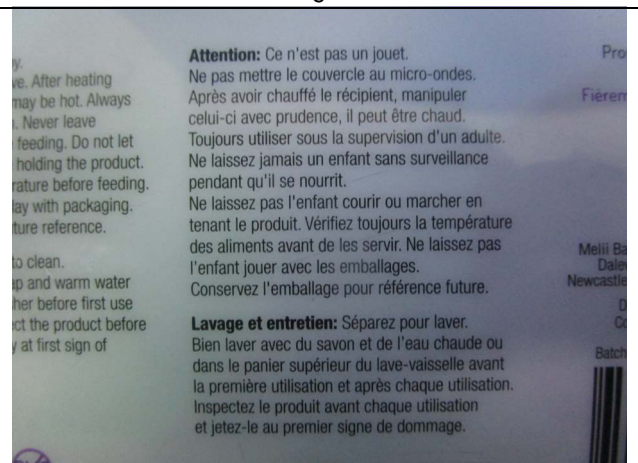 y.
ve. After heating
may be hot. Always
. Never leave
feeding. Do not let
holding the product.
rature before feeding.
lay with packaging.
ture reference.
to clean.
ap and warm water
her before first use
ect the product before
y at first sign of
Attention: Ce n'est pas un jouet.
Ne pas mettre le couvercle au micro-ondes.
Après avoir chauffé le récipient, manipuler
celui-ci avec prudence, il peut être chaud.
Toujours utiliser sous la supervision d'un adulte.
Ne laissez jamais un enfant sans surveillance
pendant qu'il se nourrit.
Ne laissez pas l'enfant courir ou marcher en
tenant le produit. Vérifiez toujours la température
des aliments avant de les servir. Ne laissez pas
l'enfant jouer avec les emballages.
Conservez l'emballage pour référence future.
Lavage et entretien: Séparez pour laver.
Bien laver avec du savon et de l'eau chaude ou
dans le panier supérieur du lave-vaisselle avant
la première utilisation et après chaque utilisation.
Inspectez le produit avant chaque utilisation
et jetez-le au premier signe de dommage.
Pro
Fièrem
Melii Ba
Dale
Newcastle
D
Co
Batch